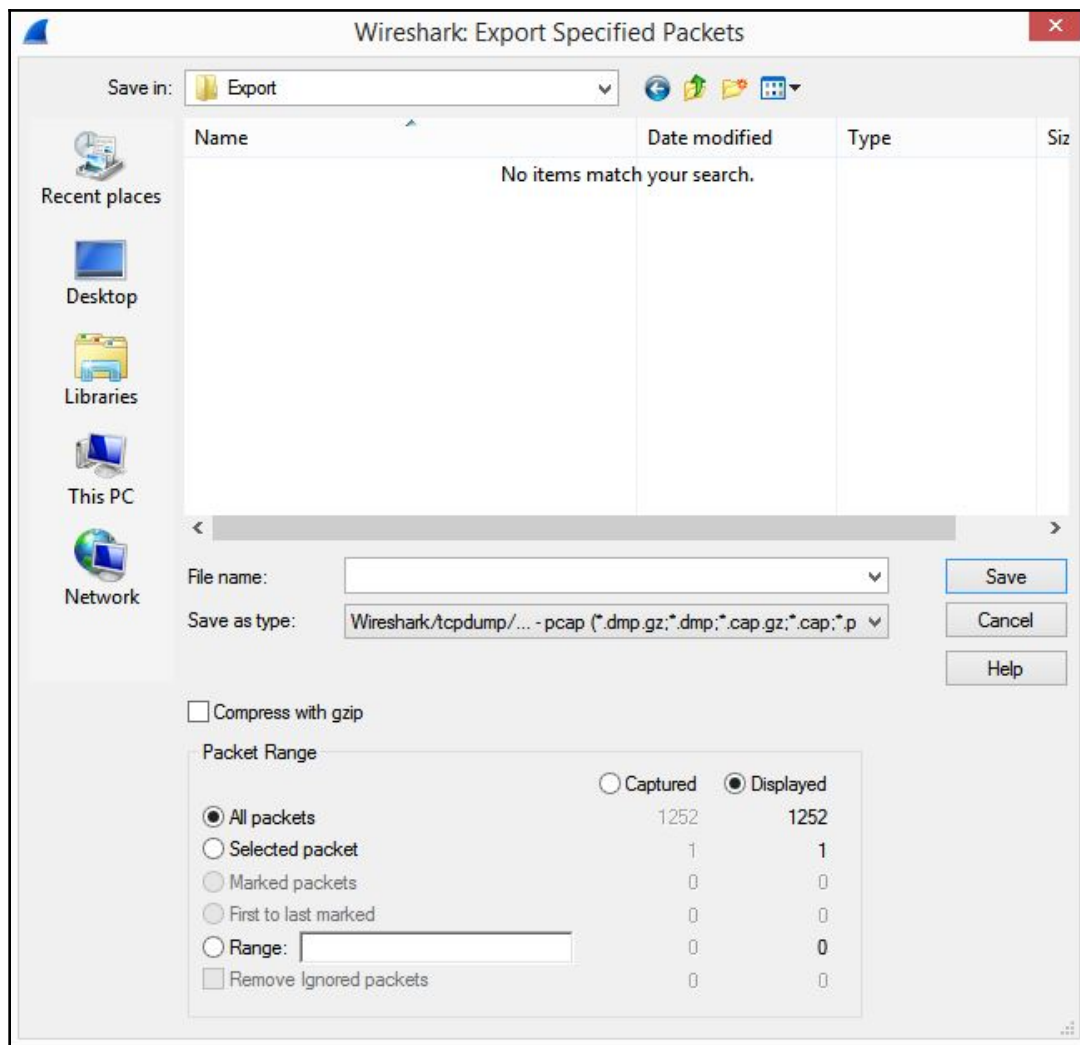 Wireshark: Export Specified Packets
Save in: Export
Name Date modified Type Siz
No items match your search.
Recent places
Desktop
Libraries
This PC
Network
File name: Save
Save as type: Wireshark/tcpdump/... - pcap (*.dmp.gz;*.dmp;*.cap.gz;*.cap;*.p Cancel
Help
Compress with gzip
Packet Range
Captured Displayed
All packets 1252 1252
Selected packet 1 1
Marked packets 0 0
First to last marked 0 0
Range: 0 0
Remove Ignored packets 0 0